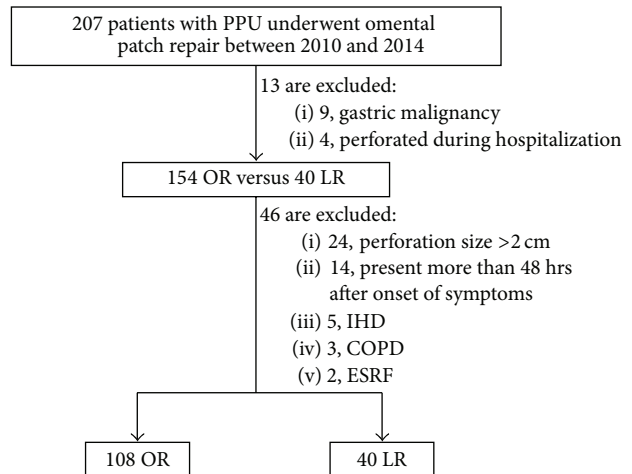 207 patients with PPU underwent omental
patch repair between 2010 and 2014
13 are excluded:
(i) 9, gastric malignancy
(ii) 4, perforated during hospitalization
154 OR versus 40 LR
46 are excluded:
(i) 24, perforation size >2 cm
(ii) 14, present more than 48 hrs
after onset of symptoms
(iii) 5, IHD
(iv) 3, COPD
(v) 2, ESRF
108 OR
40 LR